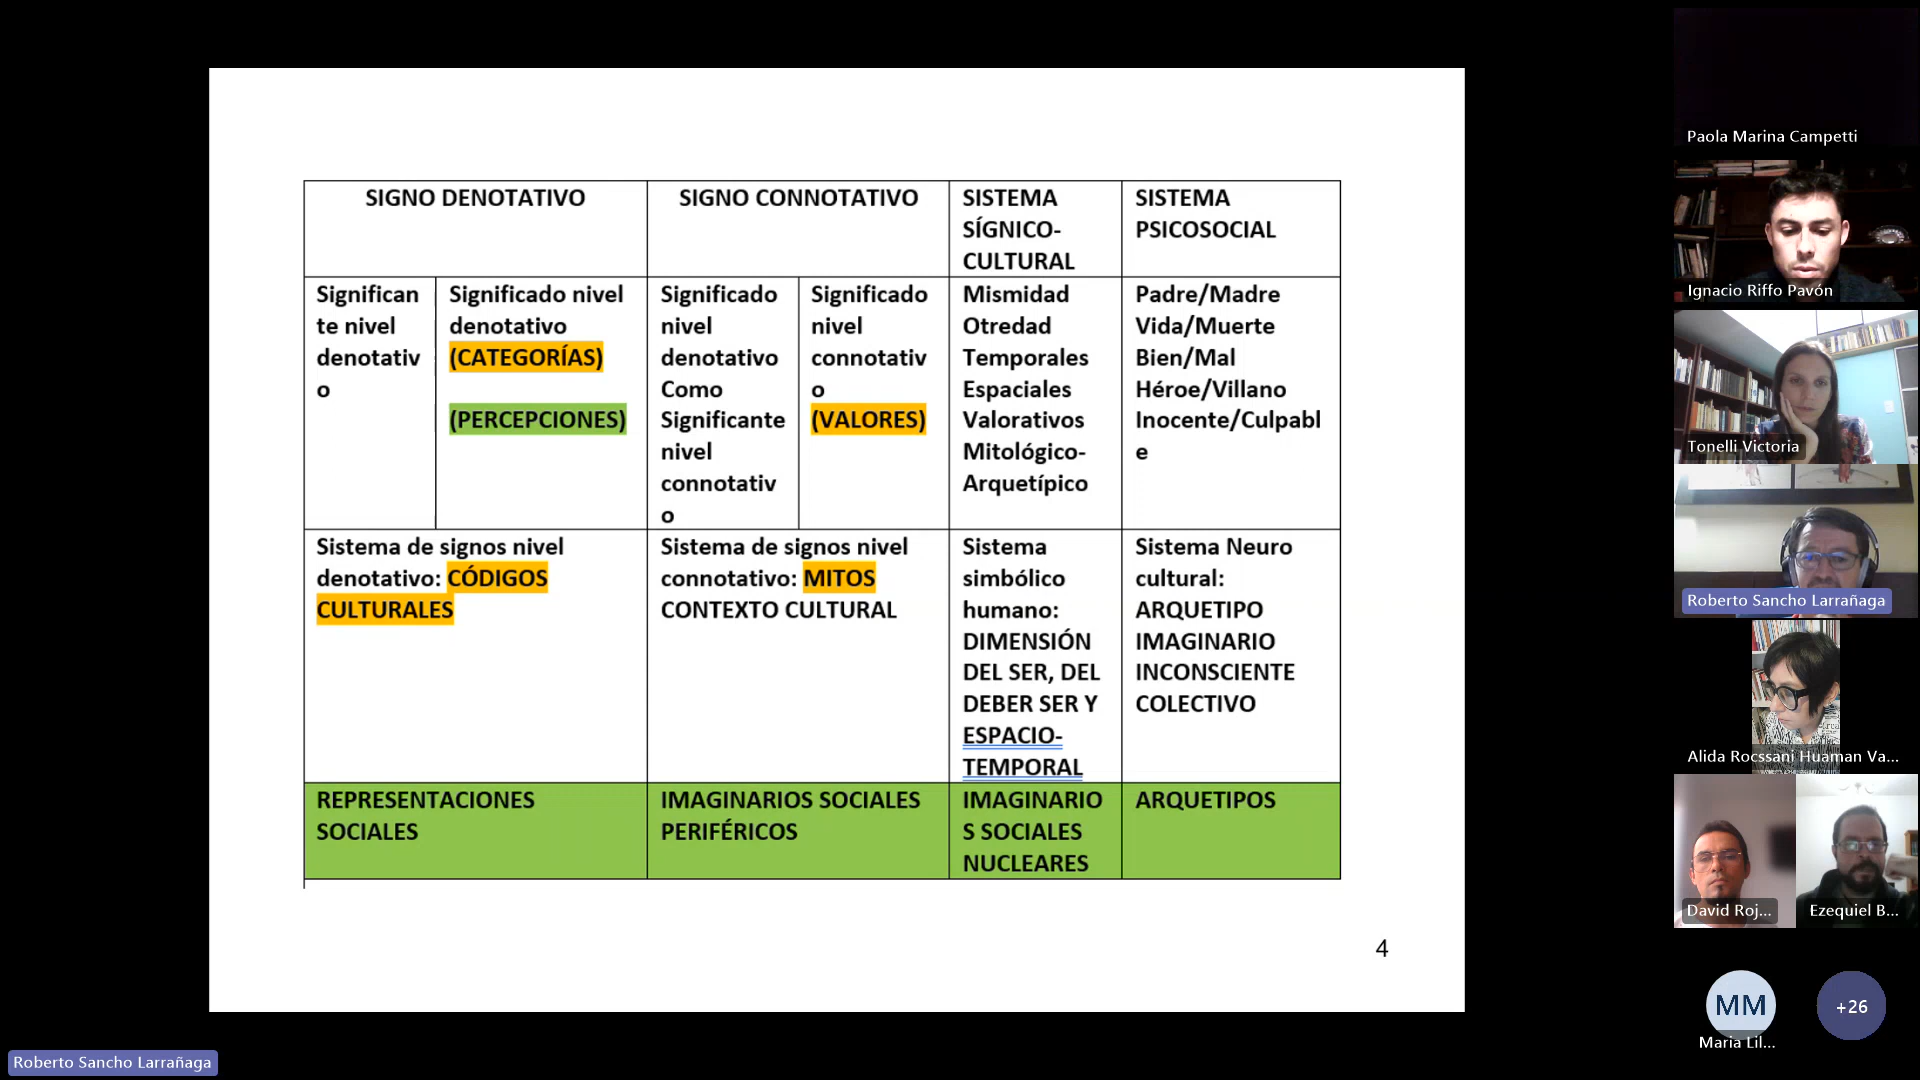 SIGNO DENOTATIVO
SIGNO CONNOTATIVO
SISTEMA
SÍGNICO-
CULTURAL
SISTEMA
PSICOSOCIAL
Significan
te nivel
denotativ
o
Significado nivel
denotativo
(CATEGORÍAS)
(PERCEPCIONES)
Significado
nivel
denotativo
Como
Significante
nivel
connotativ
o
Significado
nivel
connotativ
o
(VALORES)
Mismidad
Otredad
Temporales
Espaciales
Valorativos
Mitológico-
Arquetípico
Padre/Madre
Vida/Muerte
Bien/Mal
Héroe/Villano
Inocente/Culpabl
e
Sistema de signos nivel
denotativo: CÓDIGOS
CULTURALES
Sistema de signos nivel
connotativo: MITOS
CONTEXTO CULTURAL
Sistema
simbólico
humano:
DIMENSIÓN
DEL SER, DEL
DEBER SER Y
ESPACIO-
TEMPORAL
Sistema Neuro
cultural:
ARQUETIPO
IMAGINARIO
INCONSCIENTE
COLECTIVO
REPRESENTACIONES
SOCIALES
IMAGINARIOS SOCIALES
PERIFÉRICOS
IMAGINARIO
S SOCIALES
NUCLEARES
ARQUETIPOS
4
Paola Marina Campetti
Ignacio Riffo Pavón
Tonelli Victoria
Roberto Sancho Larrañaga
Alida Rocssani Huaman Va...
David Roj...
Ezequiel B...
MM
+26
Maria Lil...
Roberto Sancho Larrañaga